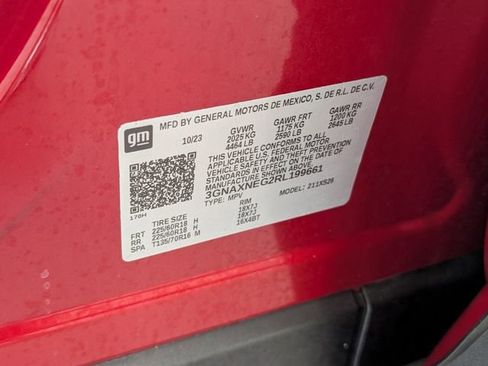 MFD BY GENERAL MOTORS DE MEXICO, S. DE R.L. DE C.V.
gm
10/23 GVWR GAWR FRT GAWR RR
2025 KG 1175 KG 1200 KG
4464 LB 2590 LB 2645 LB
THIS VEHICLE CONFORMS TO ALL
APPLICABLE U.S. FEDERAL MOTOR
VEHICLE SAFETY, BUMPER, AND THEFT
PREVENTION STANDARDS IN EFFECT ON
THE DATE OF MANUFACTURE
SHOWN ABOVE.
3GNAXNEG2RL199661
TYPE: MPV MODEL: 211XS26
170H
TIRE SIZE RIM
FRT 225/60R18 H 18X7J
RR 225/60R18 H 18X7J
SPA T135/70R16 M 16X4BT